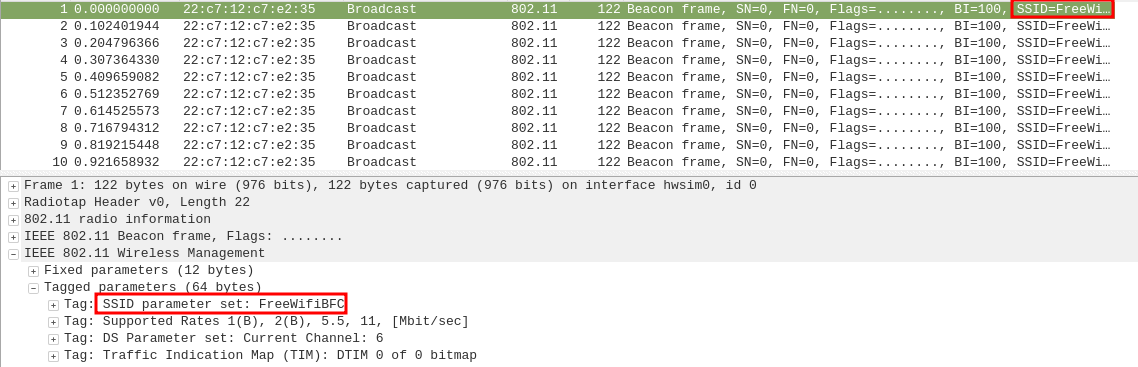 1 0.000000000 22:c7:12:c7:e2:35 Broadcast 802.11 122 Beacon frame, SN=0, FN=0, Flags=........, BI=100, SSID=FreeWi…
2 0.102401944 22:c7:12:c7:e2:35 Broadcast 802.11 122 Beacon frame, SN=0, FN=0, Flags=........, BI=100, SSID=FreeWi…
3 0.204796366 22:c7:12:c7:e2:35 Broadcast 802.11 122 Beacon frame, SN=0, FN=0, Flags=........, BI=100, SSID=FreeWi…
4 0.307364330 22:c7:12:c7:e2:35 Broadcast 802.11 122 Beacon frame, SN=0, FN=0, Flags=........, BI=100, SSID=FreeWi…
5 0.409659082 22:c7:12:c7:e2:35 Broadcast 802.11 122 Beacon frame, SN=0, FN=0, Flags=........, BI=100, SSID=FreeWi…
6 0.512352769 22:c7:12:c7:e2:35 Broadcast 802.11 122 Beacon frame, SN=0, FN=0, Flags=........, BI=100, SSID=FreeWi…
7 0.614525573 22:c7:12:c7:e2:35 Broadcast 802.11 122 Beacon frame, SN=0, FN=0, Flags=........, BI=100, SSID=FreeWi…
8 0.716794312 22:c7:12:c7:e2:35 Broadcast 802.11 122 Beacon frame, SN=0, FN=0, Flags=........, BI=100, SSID=FreeWi…
9 0.819215448 22:c7:12:c7:e2:35 Broadcast 802.11 122 Beacon frame, SN=0, FN=0, Flags=........, BI=100, SSID=FreeWi…
10 0.921658932 22:c7:12:c7:e2:35 Broadcast 802.11 122 Beacon frame, SN=0, FN=0, Flags=........, BI=100, SSID=FreeWi…
Frame 1: 122 bytes on wire (976 bits), 122 bytes captured (976 bits) on interface hwsim0, id 0
Radiotap Header v0, Length 22
802.11 radio information
IEEE 802.11 Beacon frame, Flags: ........
IEEE 802.11 Wireless Management
Fixed parameters (12 bytes)
Tagged parameters (64 bytes)
Tag: SSID parameter set: FreeWifiBFC
Tag: Supported Rates 1(B), 2(B), 5.5, 11, [Mbit/sec]
Tag: DS Parameter set: Current Channel: 6
Tag: Traffic Indication Map (TIM): DTIM 0 of 0 bitmap